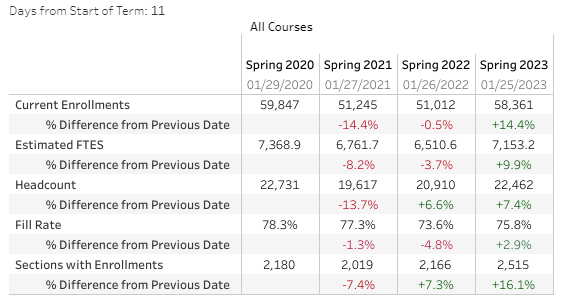 Days from Start of Term: 11
All Courses
Spring 2020 Spring 2021 Spring 2022 Spring 2023
01/29/2020 01/27/2021 01/26/2022 01/25/2023
Current Enrollments 59,847 51,245 51,012 58,361
% Difference from Previous Date -14.4% -0.5% +14.4%
Estimated FTES 7,368.9 6,761.7 6,510.6 7,153.2
% Difference from Previous Date -8.2% -3.7% +9.9%
Headcount 22,731 19,617 20,910 22,462
% Difference from Previous Date -13.7% +6.6% +7.4%
Fill Rate 78.3% 77.3% 73.6% 75.8%
% Difference from Previous Date -1.3% -4.8% +2.9%
Sections with Enrollments 2,180 2,019 2,166 2,515
% Difference from Previous Date -7.4% +7.3% +16.1%